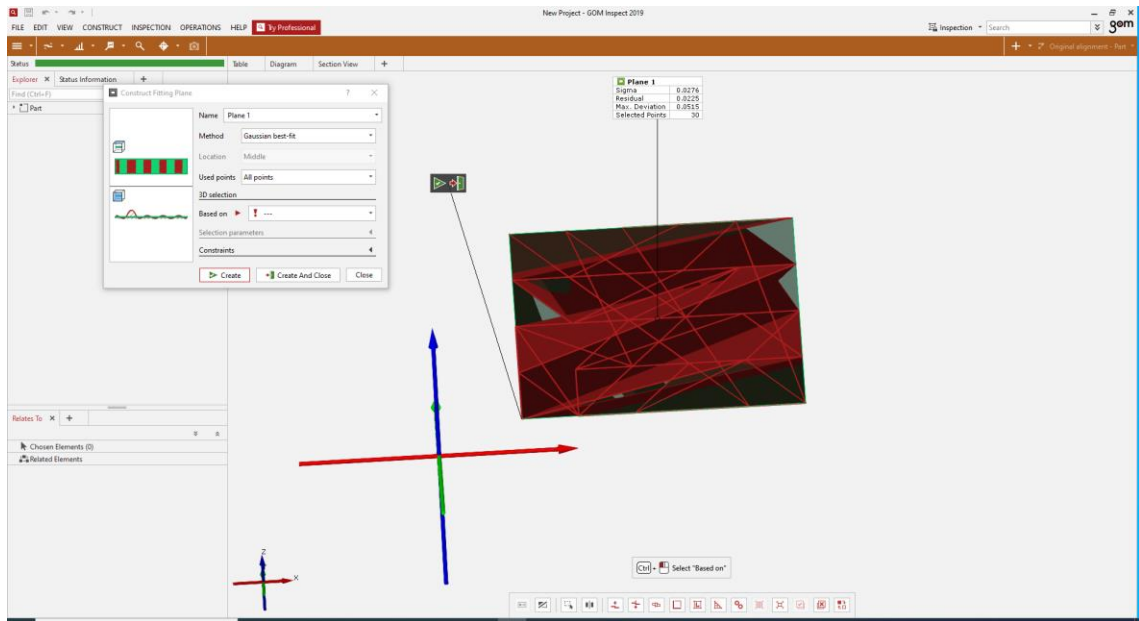 New Project - GOM Inspect 2019
FILE EDIT VIEW CONSTRUCT INSPECTION OPERATIONS HELP Try Professional
Inspection Search
gom
Original alignment - Part
Status
Table Diagram Section View +
Explorer Status Information +
Find (Ctrl+F)
Part
Construct Fitting Plane ?
Name Plane 1
Method Gaussian best-fit
Location Middle
Used points All points
3D selection
Based on ! ---
Selection parameters
Constraints
Create Create And Close Close
Plane 1
Sigma 0.0276
Residual 0.0225
Max. Deviation 0.0515
Selected Points 30
Relates To +
Chosen Elements (0)
Related Elements
Z
X
Ctrl + Select "Based on"